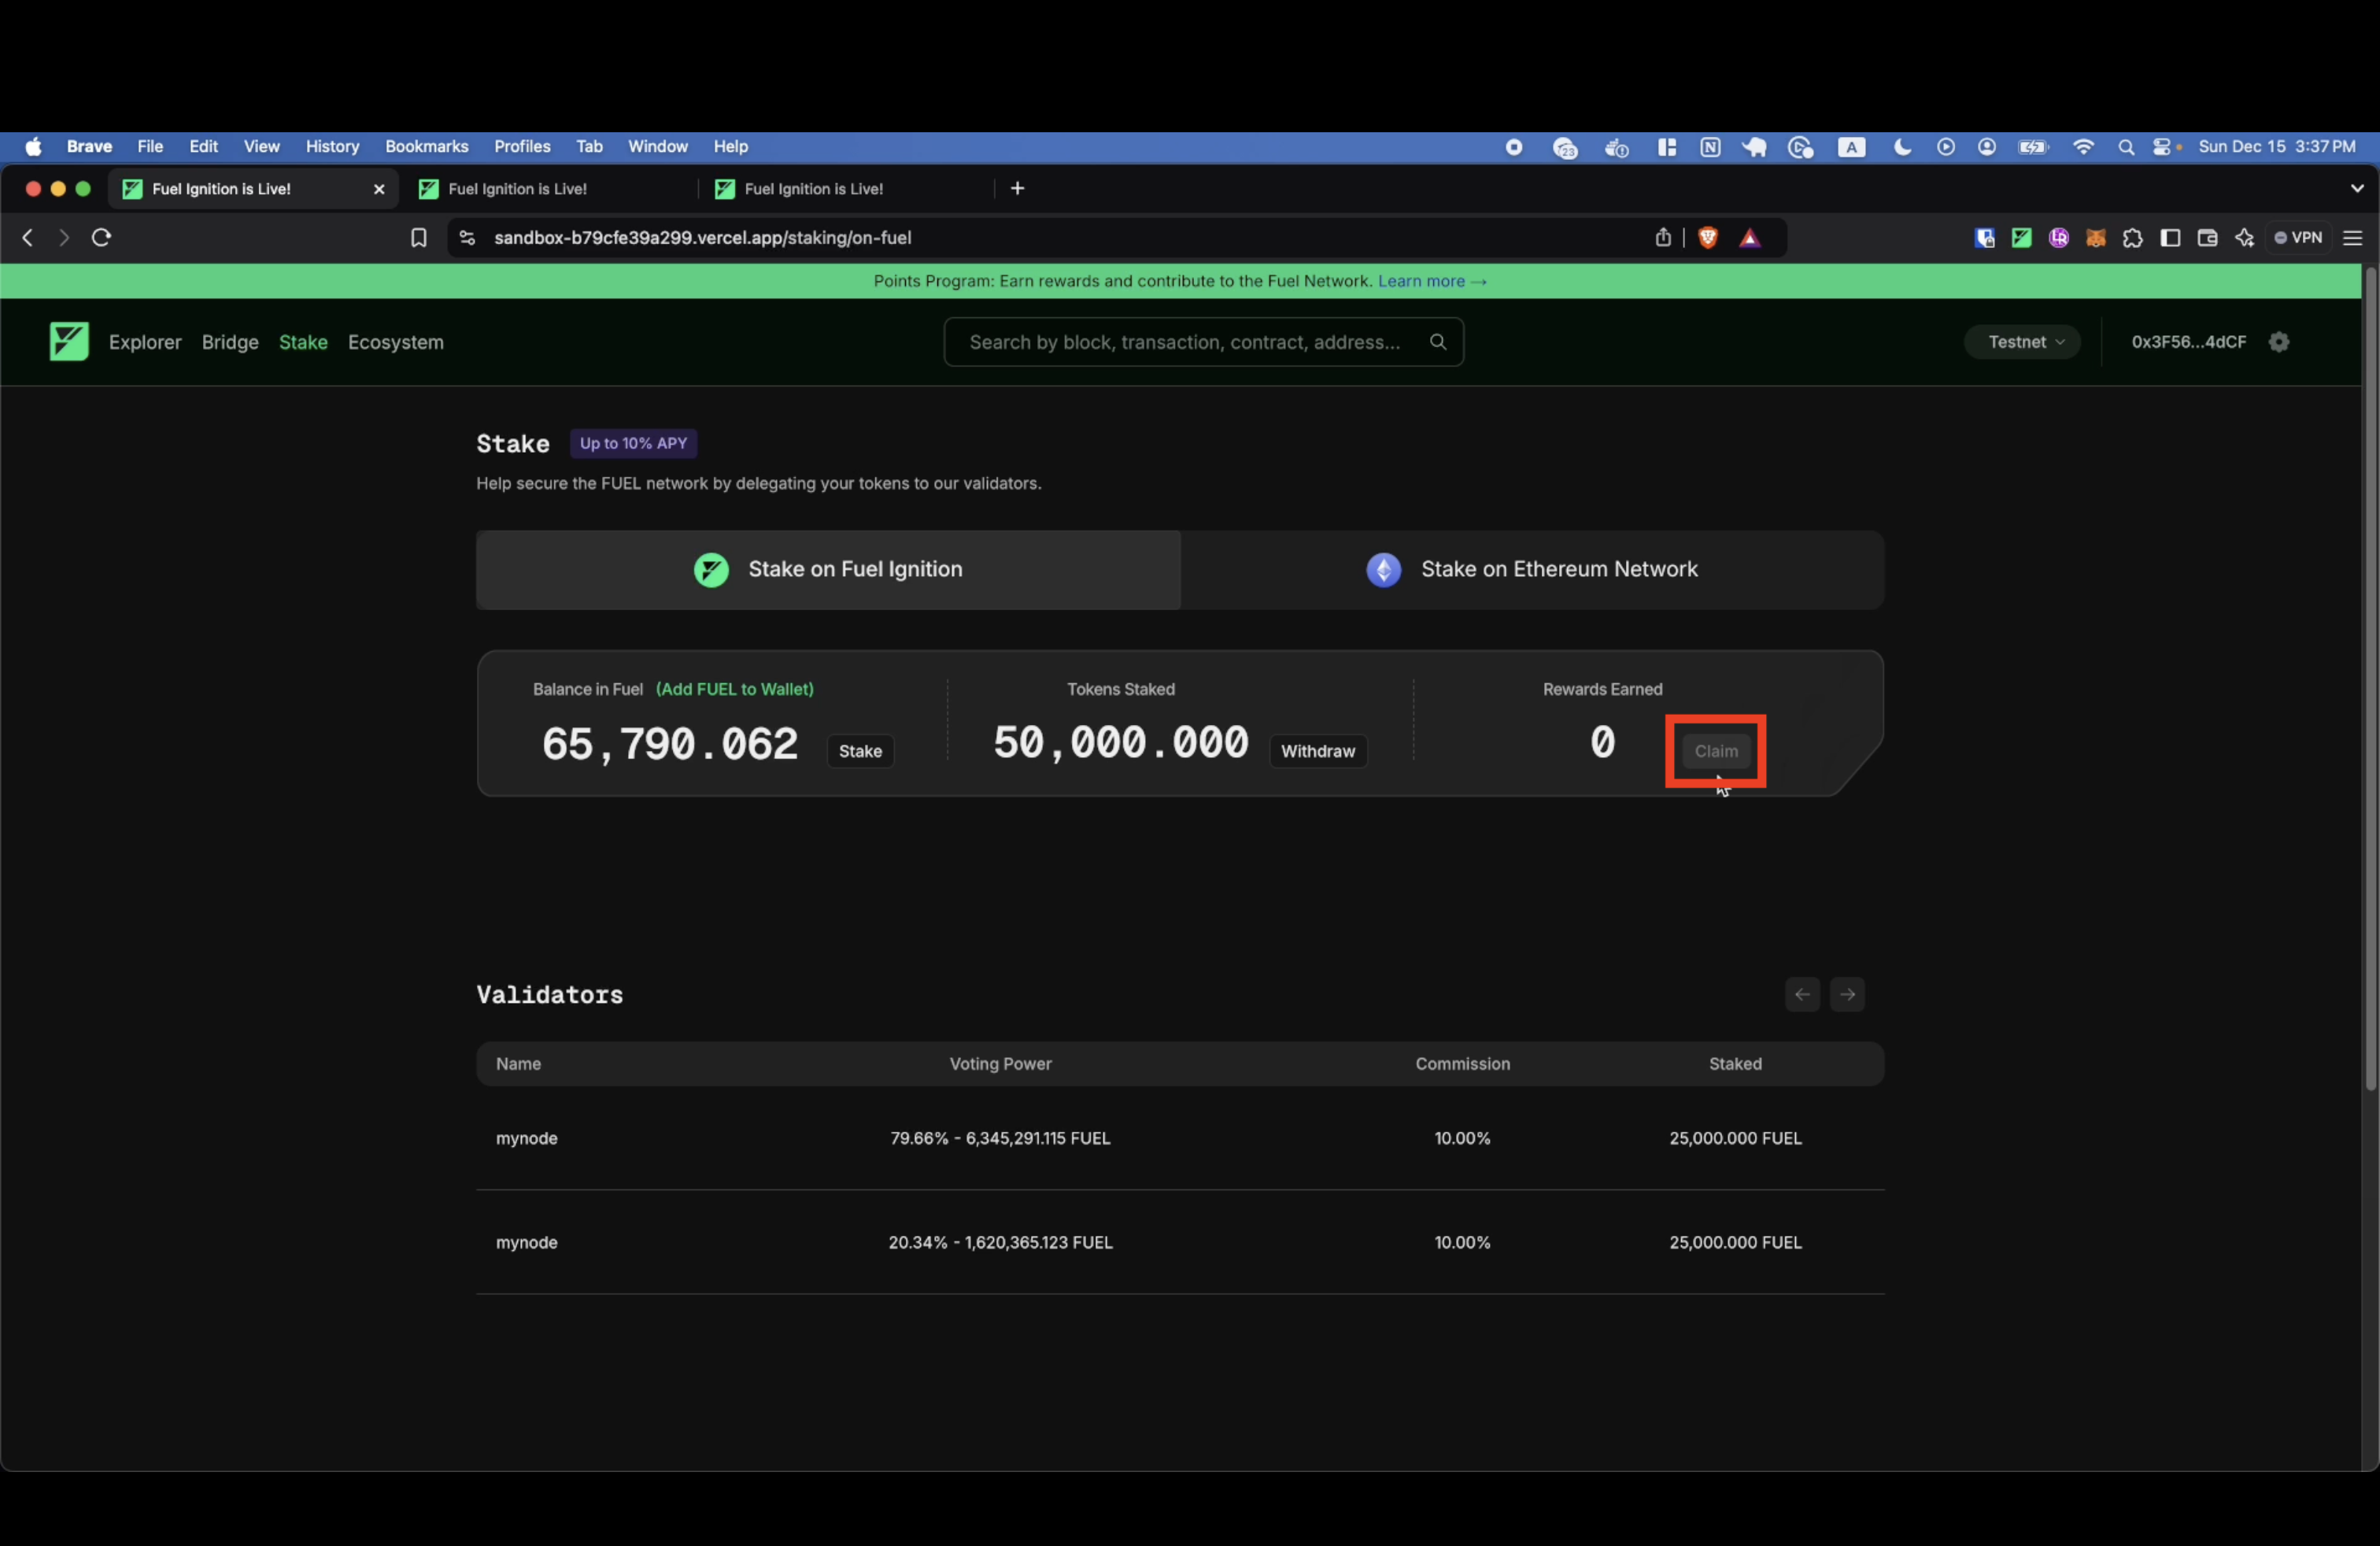 Brave File Edit View History Bookmarks Profiles Tab Window Help 23 N A Sun Dec 15 3:37 PM
Fuel Ignition is Live! Fuel Ignition is Live! Fuel Ignition is Live!
sandbox-b79cfe39a299.vercel.app/staking/on-fuel VPN
Points Program: Earn rewards and contribute to the Fuel Network. Learn more →
Explorer Bridge Stake Ecosystem Search by block, transaction, contract, address... Testnet 0x3F56...4dCF
Stake Up to 10% APY
Help secure the FUEL network by delegating your tokens to our validators.
Stake on Fuel Ignition Stake on Ethereum Network
Balance in Fuel (Add FUEL to Wallet) Tokens Staked Rewards Earned
65,790.062 Stake 50,000.000 Withdraw 0 Claim
Validators
Name Voting Power Commission Staked
mynode 79.66% - 6,345,291.115 FUEL 10.00% 25,000.000 FUEL
mynode 20.34% - 1,620,365.123 FUEL 10.00% 25,000.000 FUEL